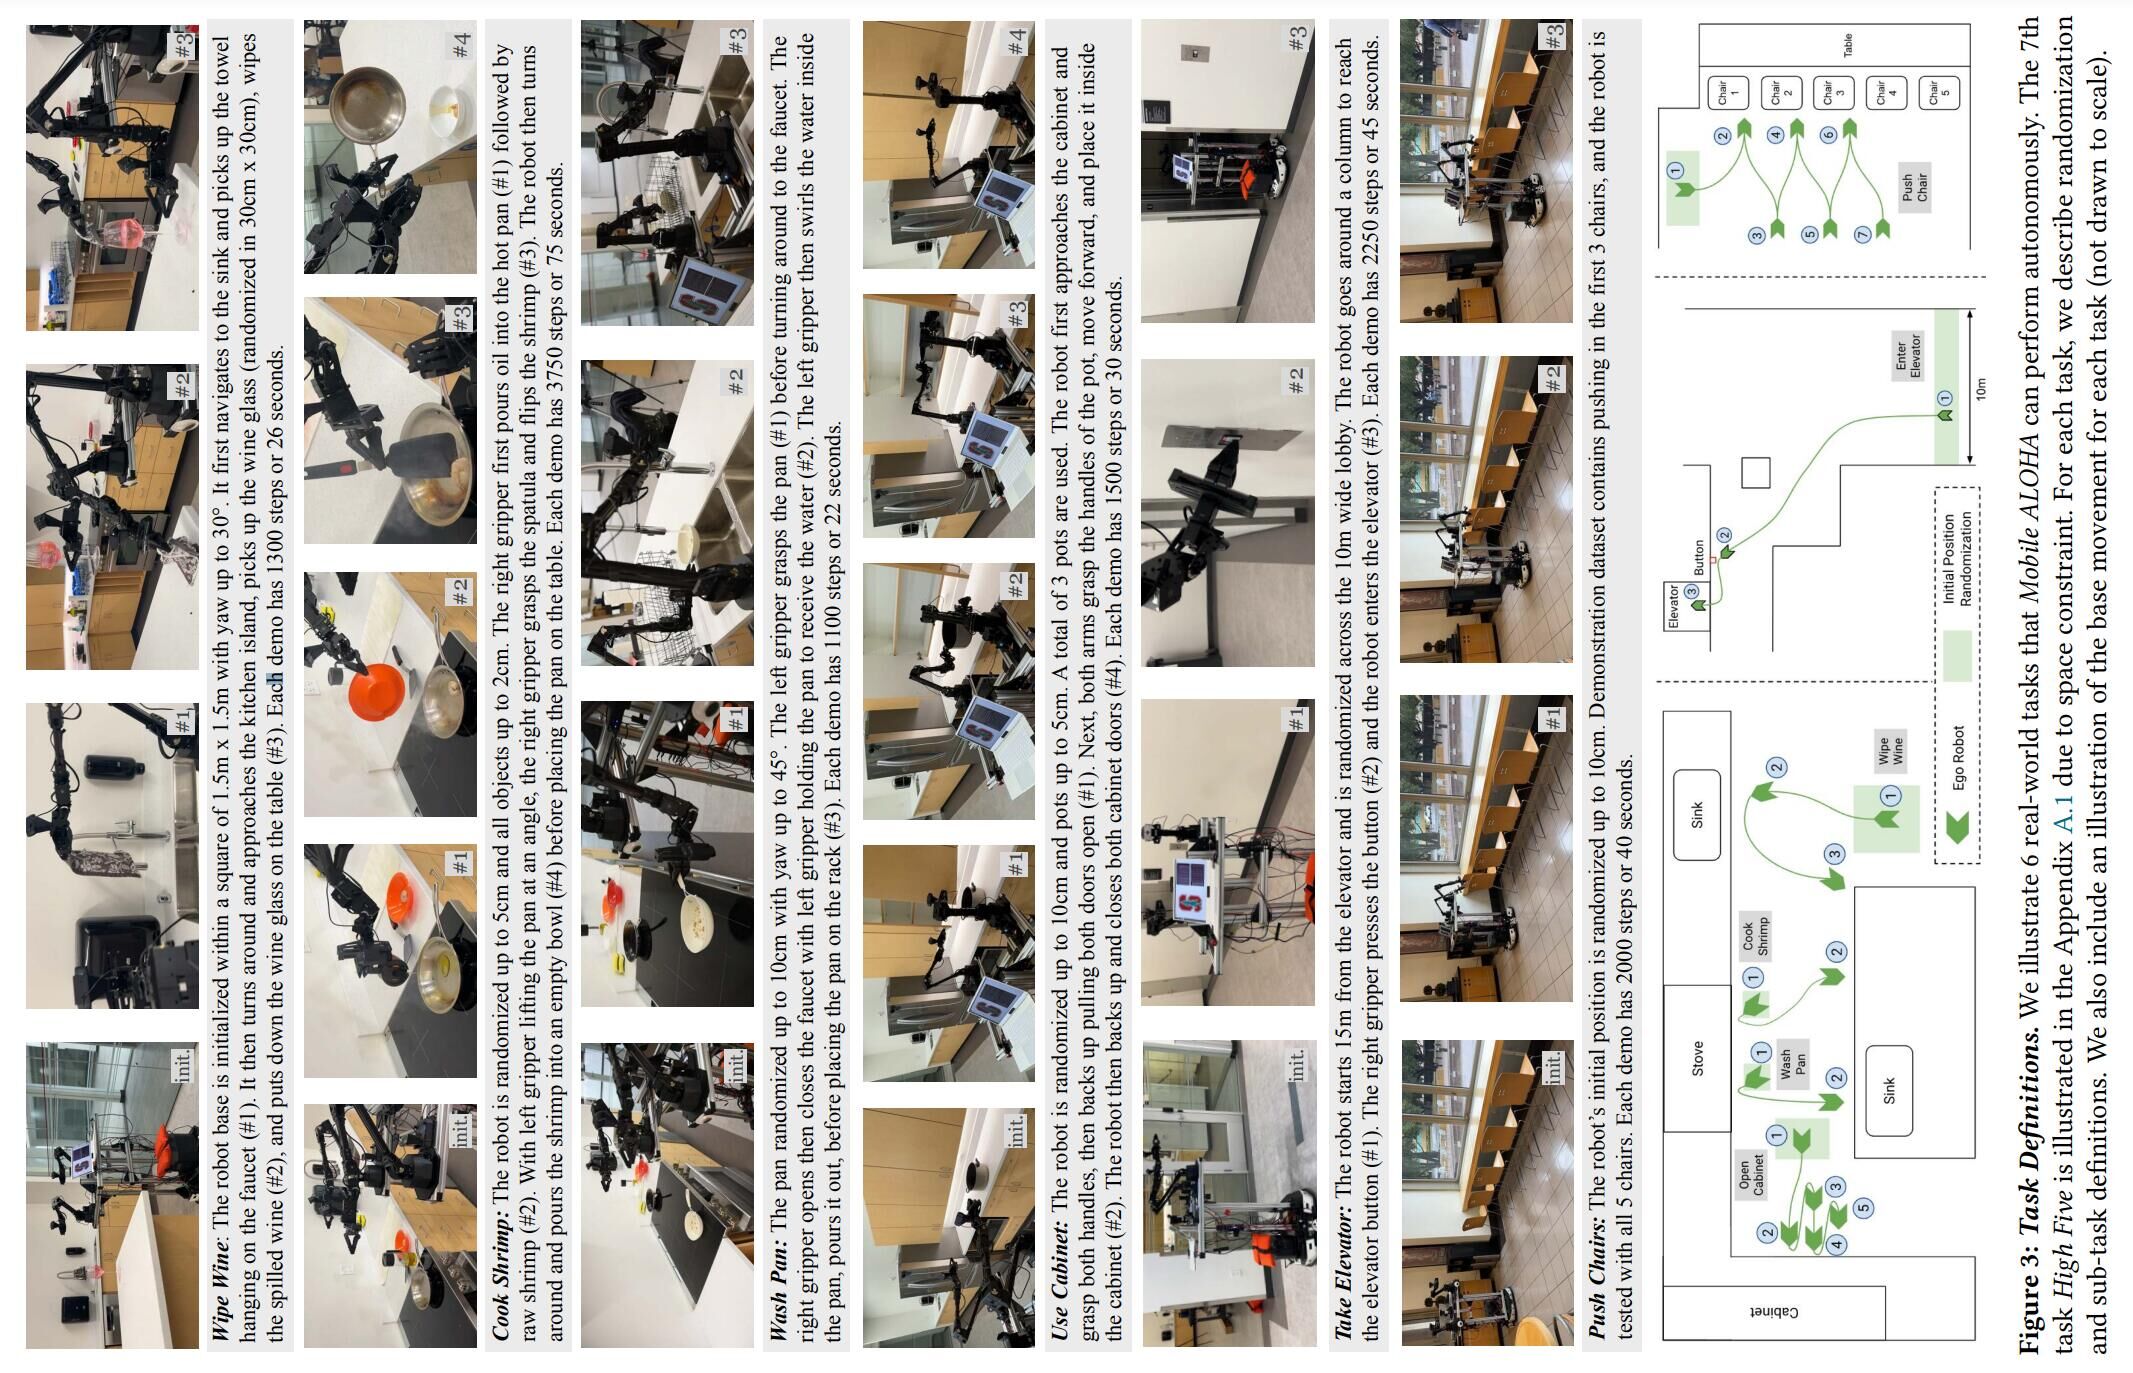 init.
#1
#2
#3
Wipe Wine: The robot base is initialized within a square of 1.5m x 1.5m with yaw up to 30°. It first navigates to the sink and picks up the towel
hanging on the faucet (#1). It then turns around and approaches the kitchen island, picks up the wine glass (randomized in 30cm x 30cm), wipes
the spilled wine (#2), and puts down the wine glass on the table (#3). Each demo has 1300 steps or 26 seconds.
init.
#1
#2
#3
#4
Cook Shrimp: The robot is randomized up to 5cm and all objects up to 2cm. The right gripper first pours oil into the hot pan (#1) followed by
raw shrimp (#2). With left gripper lifting the pan at an angle, the right gripper grasps the spatula and flips the shrimp (#3). The robot then turns
around and pours the shrimp into an empty bowl (#4) before placing the pan on the table. Each demo has 3750 steps or 75 seconds.
init.
#1
#2
#3
Wash Pan: The pan randomized up to 10cm with yaw up to 45°. The left gripper grasps the pan (#1) before turning around to the faucet. The
right gripper opens then closes the faucet with left gripper holding the pan to receive the water (#2). The left gripper then swirls the water inside
the pan, pours it out, before placing the pan on the rack (#3). Each demo has 1100 steps or 22 seconds.
init.
#1
#2
#3
#4
Use Cabinet: The robot is randomized up to 10cm and pots up to 5cm. A total of 3 pots are used. The robot first approaches the cabinet and
grasp both handles, then backs up pulling both doors open (#1). Next, both arms grasp the handles of the pot, move forward, and place it inside
the cabinet (#2). The robot then backs up and closes both cabinet doors (#4). Each demo has 1500 steps or 30 seconds.
init.
#1
#2
#3
Take Elevator: The robot starts 15m from the elevator and is randomized across the 10m wide lobby. The robot goes around a column to reach
the elevator button (#1). The right gripper presses the button (#2) and the robot enters the elevator (#3). Each demo has 2250 steps or 45 seconds.
init.
#1
#2
#3
Push Chairs: The robot's initial position is randomized up to 10cm. Demonstration dataset contains pushing in the first 3 chairs, and the robot is
tested with all 5 chairs. Each demo has 2000 steps or 40 seconds.
Cabinet
Stove
Sink
Open
Cabinet
1
2
3
4
5
Wash
Pan
1
2
Cook
Shrimp
1
2
Wipe
Wine
1
2
3
Sink
Ego Robot
Initial Position
Randomization
Elevator
3
Button
2
Enter
Elevator
1
10m
1
2
3
4
5
6
7
Chair
1
Chair
2
Chair
3
Chair
4
Chair
5
Table
Push
Chair
Figure 3: Task Definitions. We illustrate 6 real-world tasks that Mobile ALOHA can perform autonomously. The 7th
task High Five is illustrated in the Appendix A.1 due to space constraint. For each task, we describe randomization
and sub-task definitions. We also include an illustration of the base movement for each task (not drawn to scale).